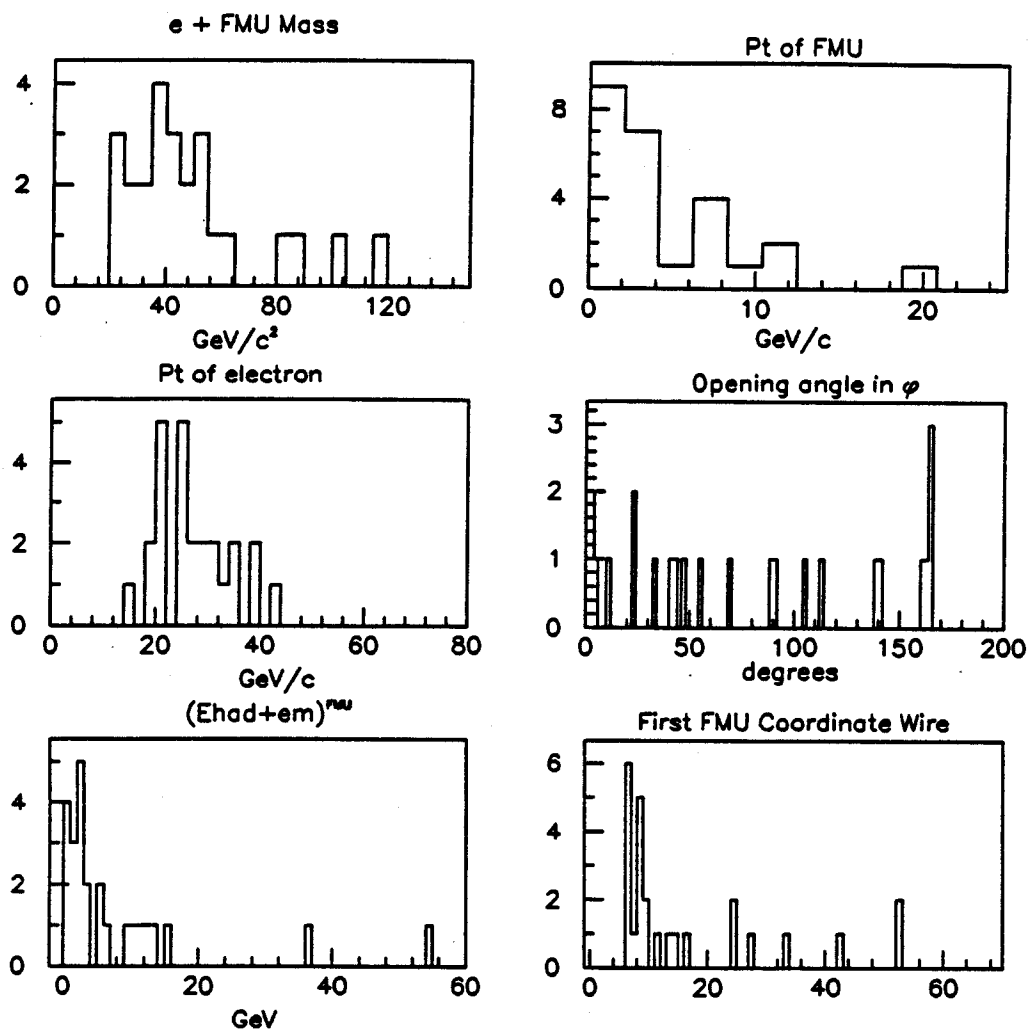 e + FMU Mass
4
2
0
0 40 80 120
GeV/c²
Pt of FMU
8
4
0
0 10 20
GeV/c
Pt of electron
4
2
0
0 20 40 60 80
GeV/c
Opening angle in φ
3
2
1
0
0 50 100 150 200
degrees
(Ehad+em)
4
2
0
0 20 40 60
GeV
First FMU Coordinate Wire
6
4
2
0
0 20 40 60